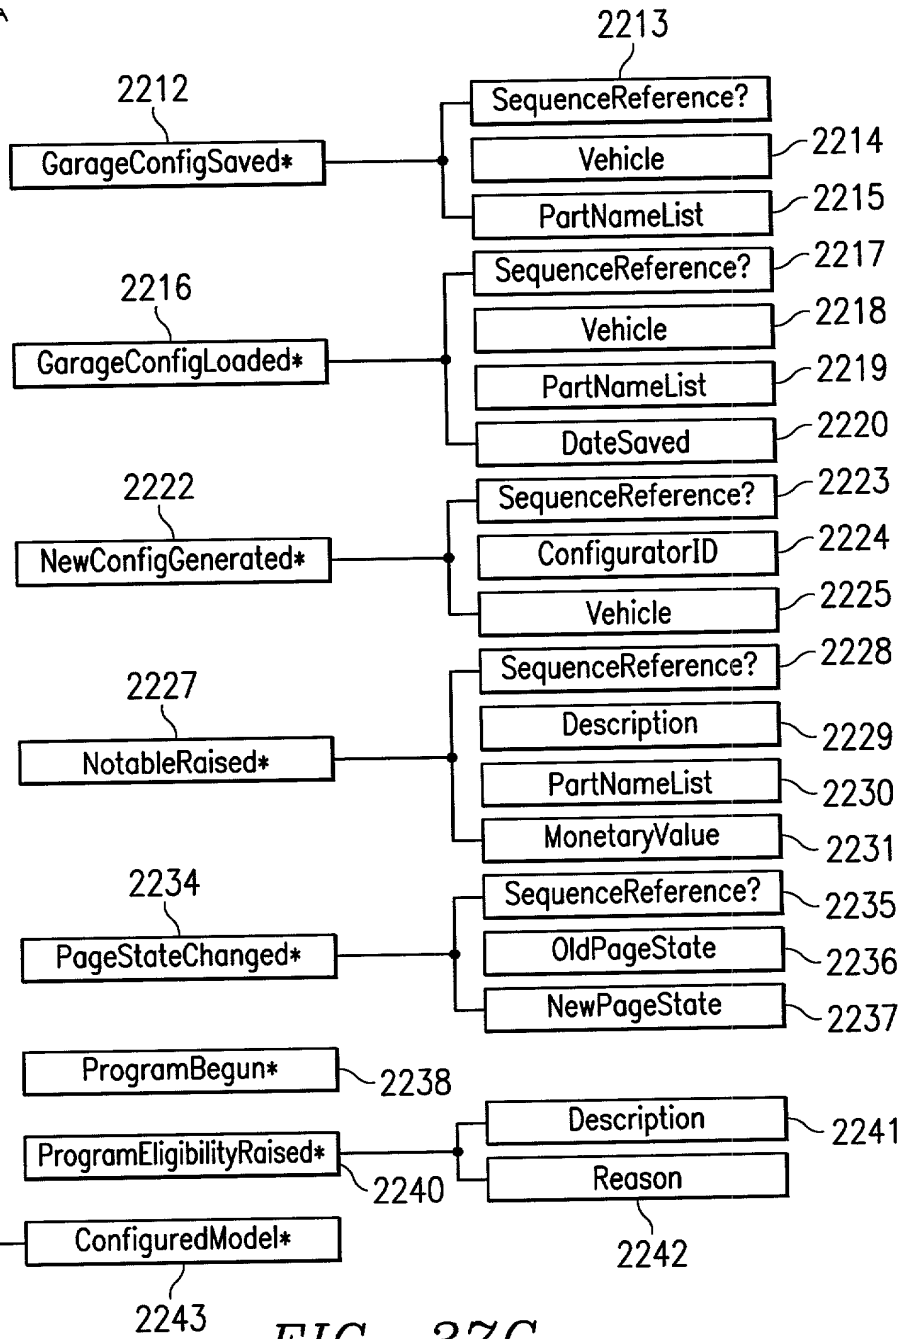 A
2213
2212
SequenceReference?
GarageConfigSaved*
Vehicle
2214
PartNameList
2215
2216
SequenceReference?
2217
GarageConfigLoaded*
Vehicle
2218
PartNameList
2219
DateSaved
2220
2222
SequenceReference?
2223
NewConfigGenerated*
ConfiguratorID
2224
Vehicle
2225
2227
SequenceReference?
2228
NotableRaised*
Description
2229
PartNameList
2230
MonetaryValue
2231
2234
SequenceReference?
2235
PageStateChanged*
OldPageState
2236
NewPageState
2237
ProgramBegun*
2238
Description
2241
ProgramEligibilityRaised*
2240
Reason
2242
ConfiguredModel*
2243
FIG. 37C